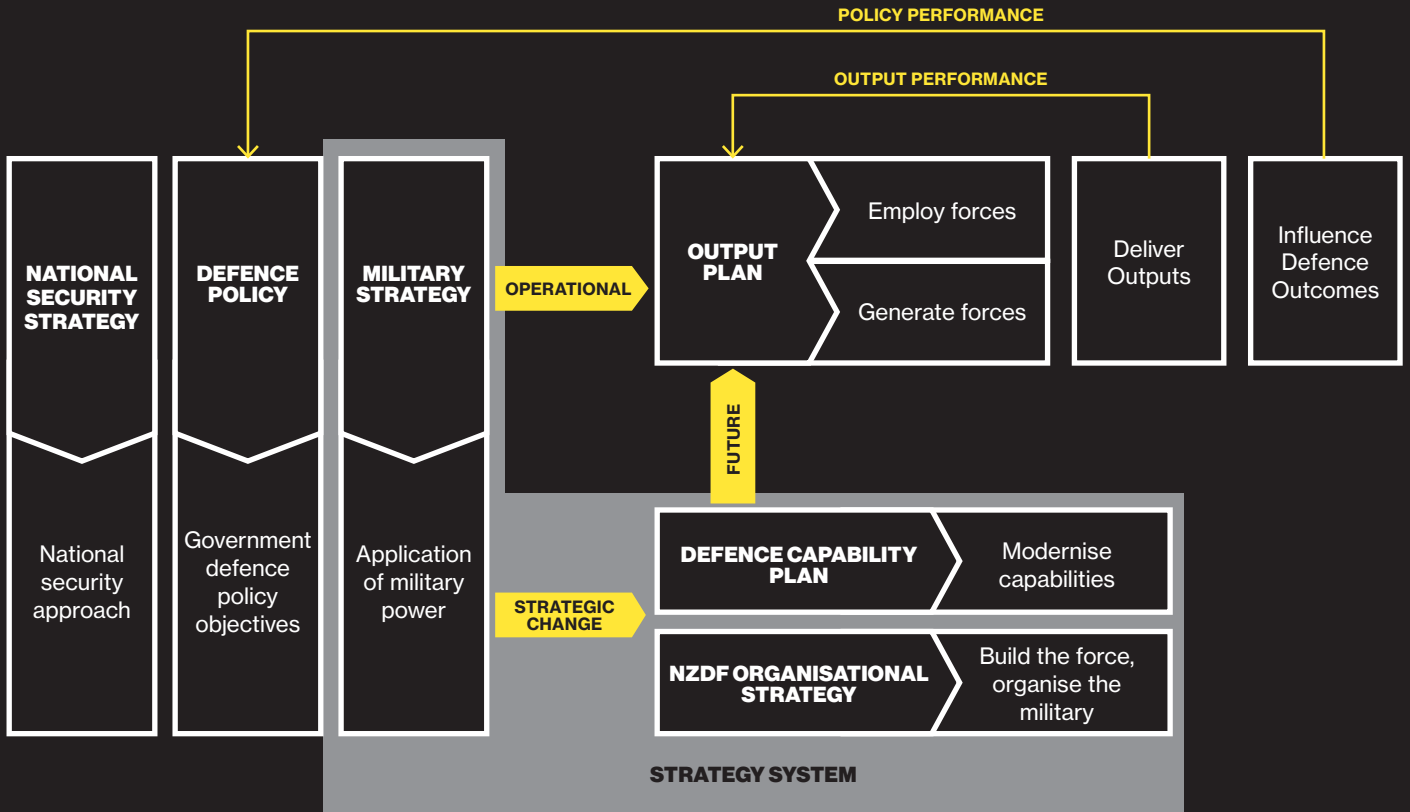 POLICY PERFORMANCE
OUTPUT PERFORMANCE
NATIONAL
SECURITY
STRATEGY
National
security
approach
DEFENCE
POLICY
Government
defence
policy
objectives
MILITARY
STRATEGY
Application
of military
power
OPERATIONAL
OUTPUT
PLAN
Employ forces
Generate forces
Deliver
Outputs
Influence
Defence
Outcomes
FUTURE
STRATEGIC
CHANGE
DEFENCE CAPABILITY
PLAN
Modernise
capabilities
NZDF ORGANISATIONAL
STRATEGY
Build the force,
organise the
military
STRATEGY SYSTEM